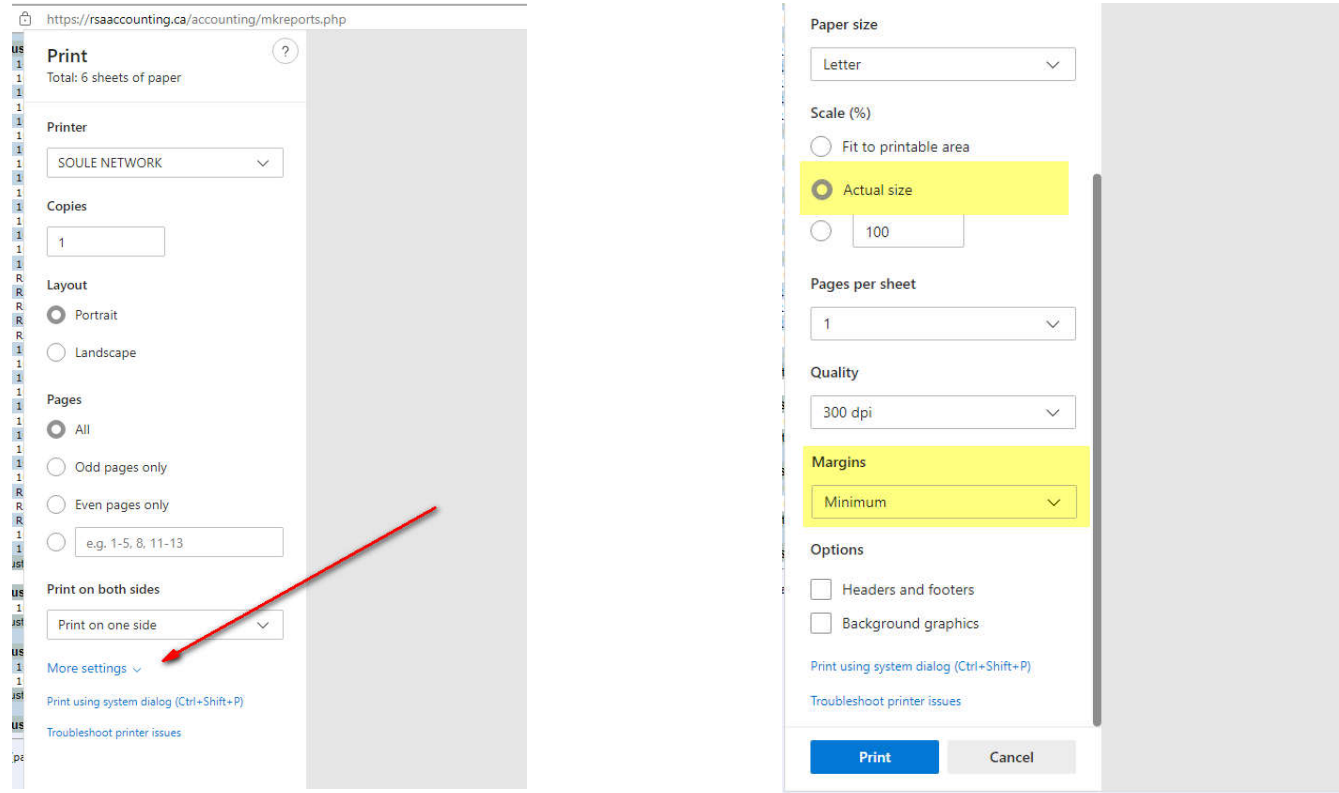 https://rsaaccounting.ca/accounting/mkreports.php
Print
?
Total: 6 sheets of paper
Printer
SOULE NETWORK
Copies
1
Layout
Portrait
Landscape
Pages
All
Odd pages only
Even pages only
e.g. 1-5, 8, 11-13
Print on both sides
Print on one side
More settings
Print using system dialog (Ctrl+Shift+P)
Troubleshoot printer issues
Paper size
Letter
Scale (%)
Fit to printable area
Actual size
100
Pages per sheet
1
Quality
300 dpi
Margins
Minimum
Options
Headers and footers
Background graphics
Print using system dialog (Ctrl+Shift+P)
Troubleshoot printer issues
Print
Cancel